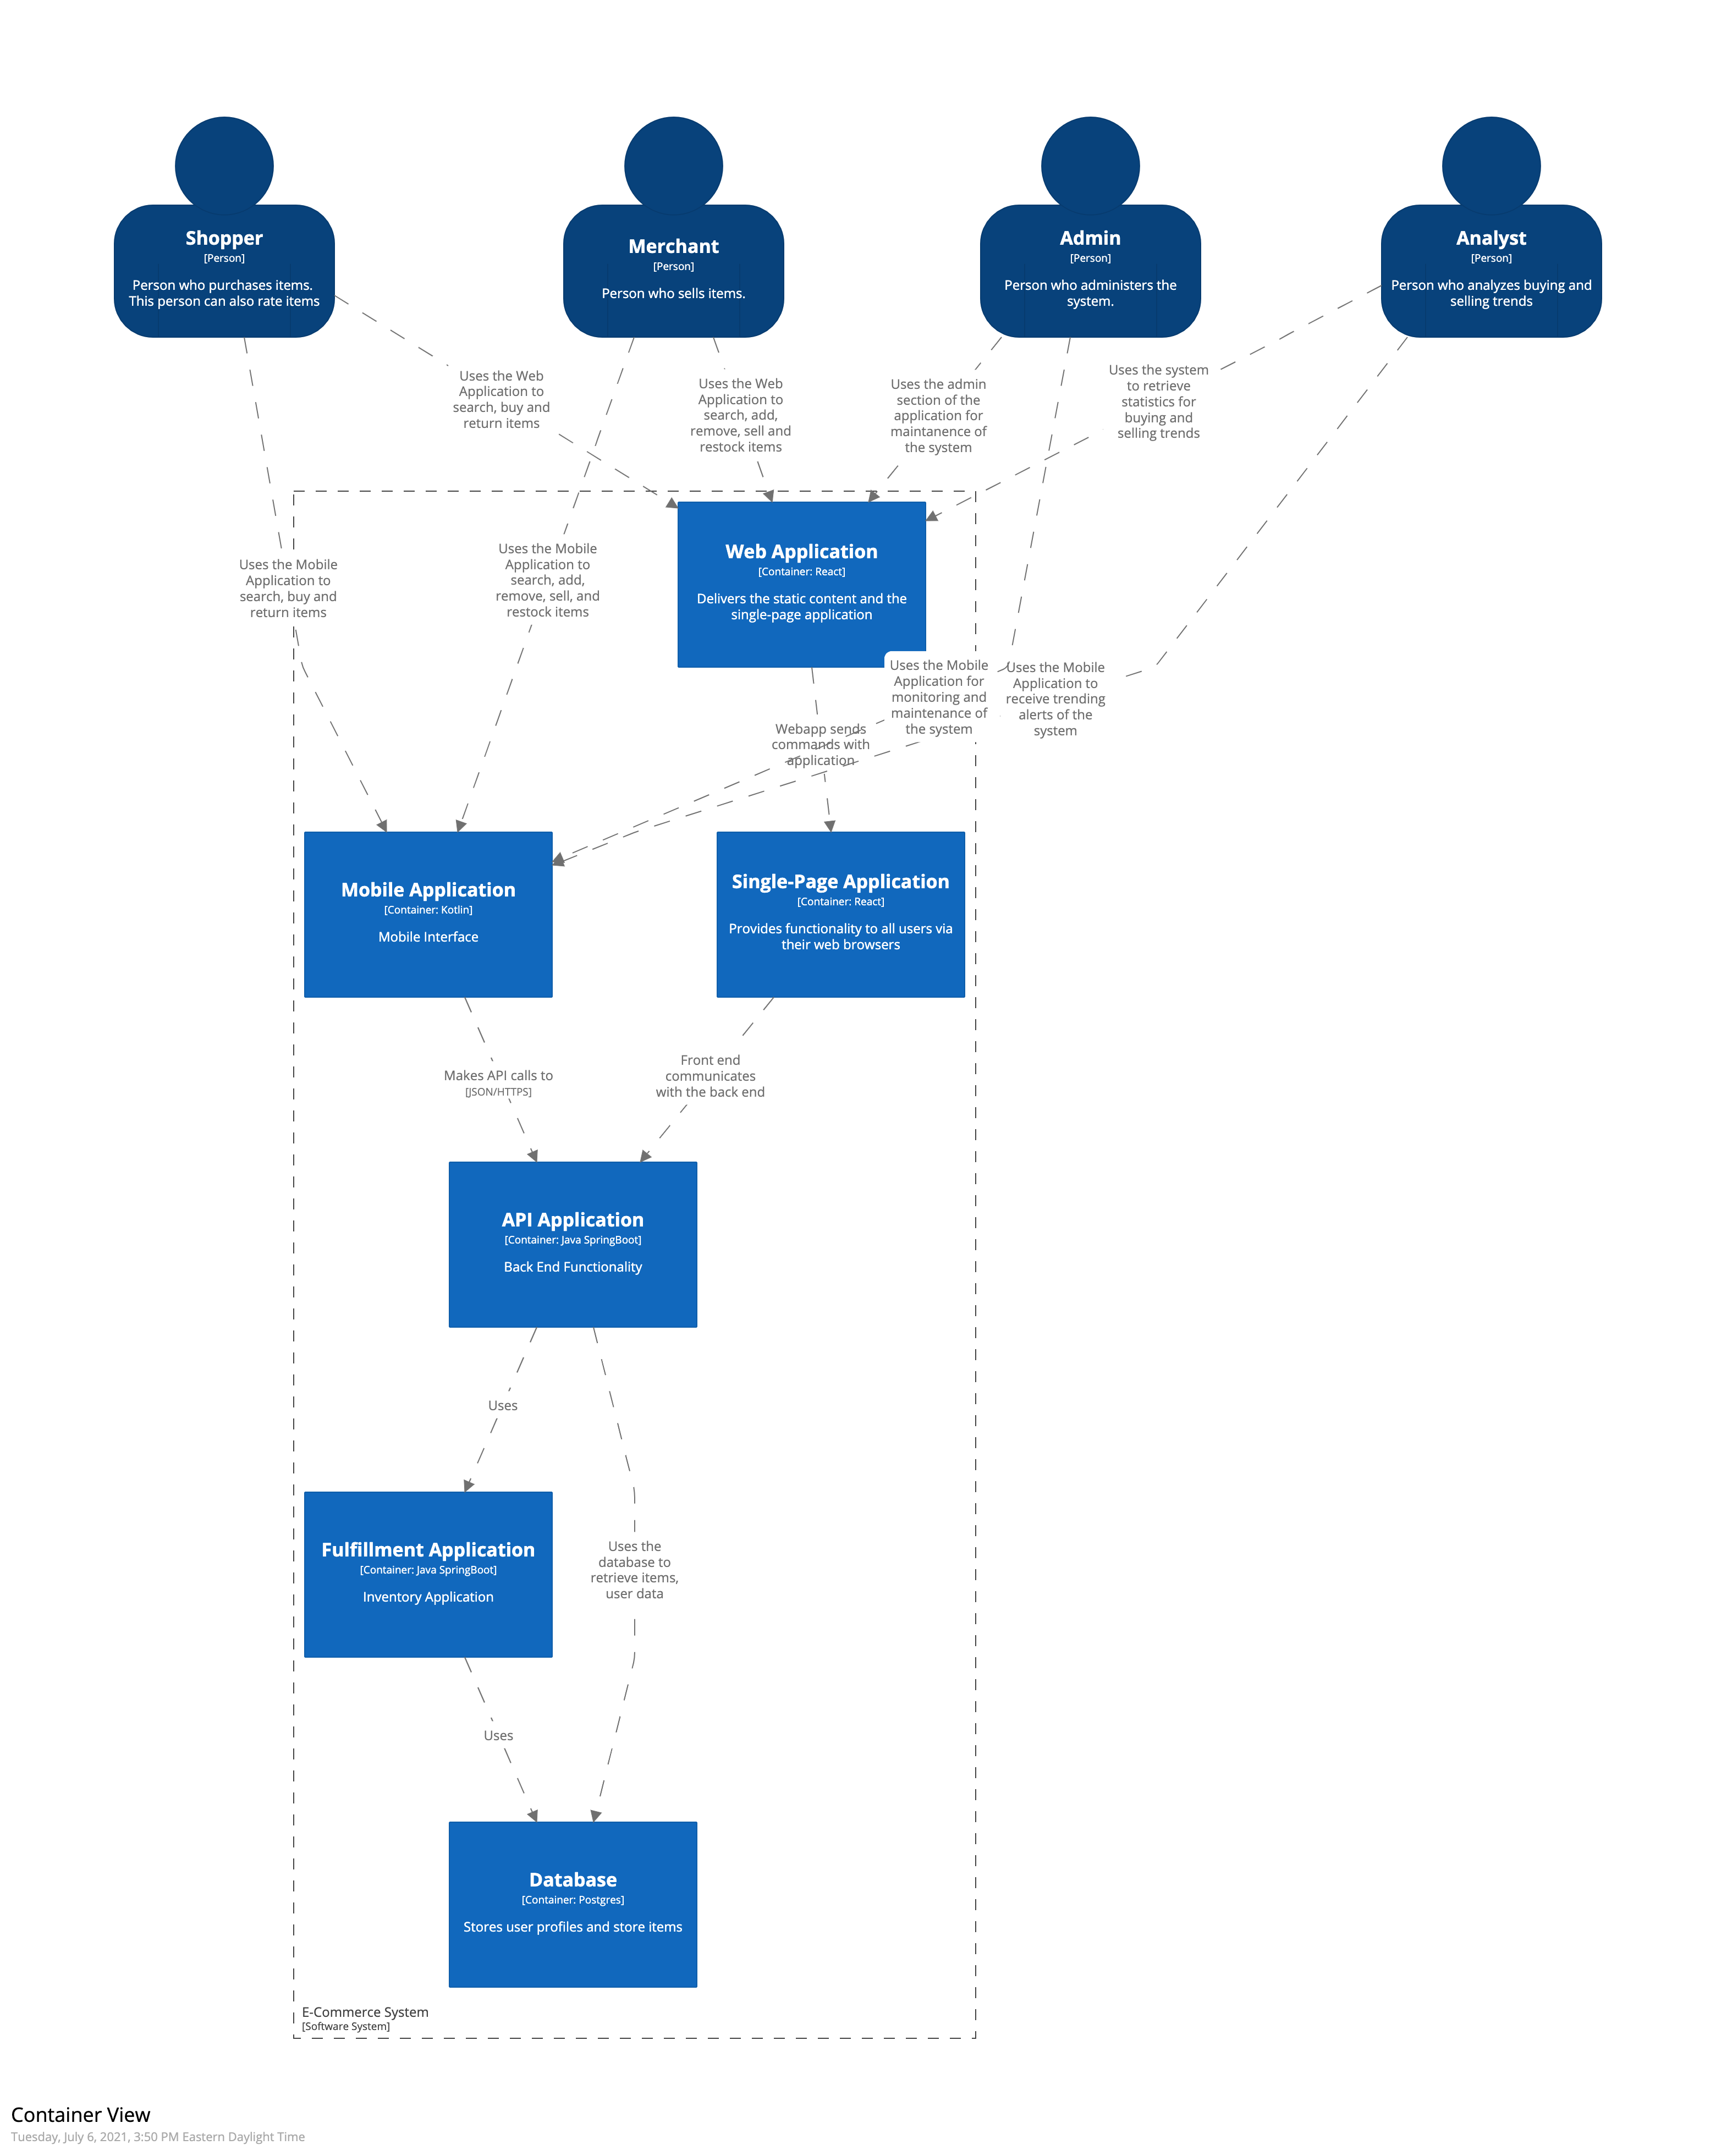 Shopper
[Person]
Person who purchases items.
This person can also rate items
Merchant
[Person]
Person who sells items.
Admin
[Person]
Person who administers the
system.
Analyst
[Person]
Person who analyzes buying and
selling trends
Uses the Web
Application to
search, buy and
return items
Uses the Web
Application to
search, add,
remove, sell and
restock items
Uses the admin
section of the
application for
maintanence of
the system
Uses the system
to retrieve
statistics for
buying and
selling trends
Uses the Mobile
Application to
search, buy and
return items
Uses the Mobile
Application to
search, add,
remove, sell, and
restock items
Web Application
[Container: React]
Delivers the static content and the
single-page application
Uses the Mobile
Application for
monitoring and
maintenance of
the system
Uses the Mobile
Application to
receive trending
alerts of the
system
Webapp sends
commands with
application
Mobile Application
[Container: Kotlin]
Mobile Interface
Single-Page Application
[Container: React]
Provides functionality to all users via
their web browsers
Makes API calls to
[JSON/HTTPS]
Front end
communicates
with the back end
API Application
[Container: Java SpringBoot]
Back End Functionality
Uses
Fulfillment Application
[Container: Java SpringBoot]
Inventory Application
Uses the
database to
retrieve items,
user data
Uses
Database
[Container: Postgres]
Stores user profiles and store items
E-Commerce System
[Software System]
Container View
Tuesday, July 6, 2021, 3:50 PM Eastern Daylight Time